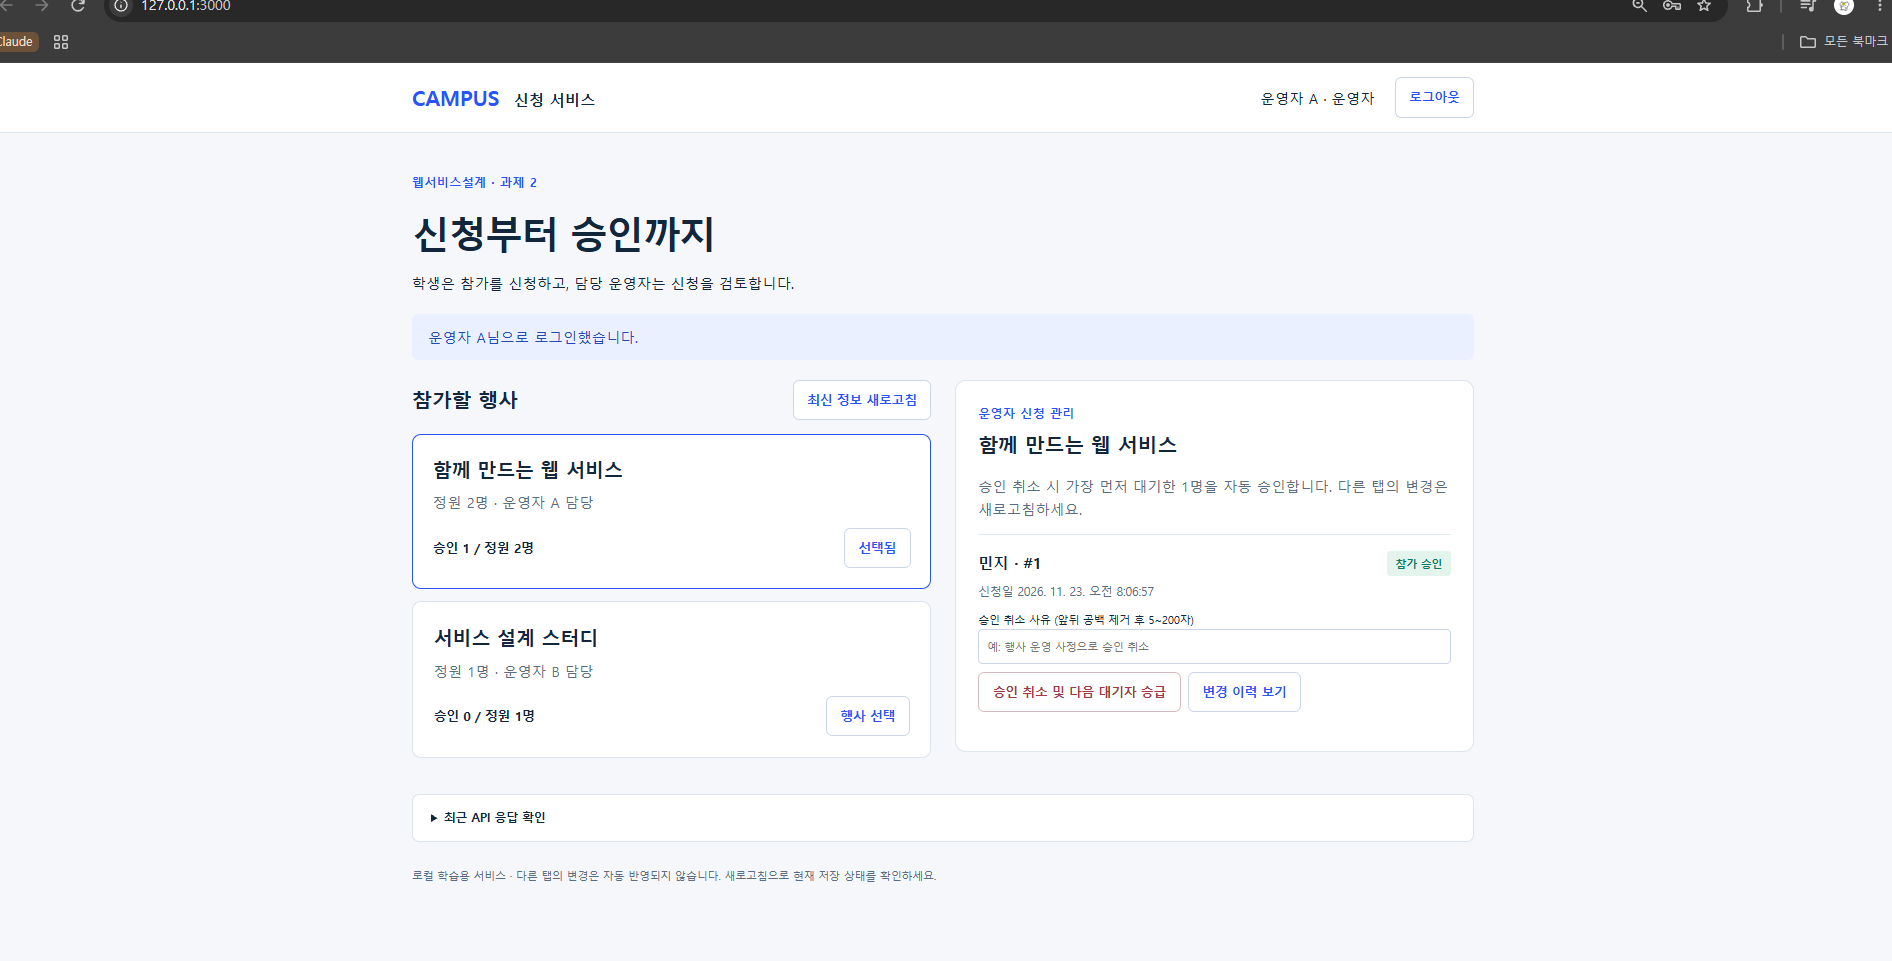 127.0.0.1:3000
Claude
모든 북마크
CAMPUS 신청 서비스
운영자 A · 운영자
로그아웃
웹서비스설계 · 과제 2
신청부터 승인까지
학생은 참가를 신청하고, 담당 운영자는 신청을 검토합니다.
운영자 A님으로 로그인했습니다.
참가할 행사
최신 정보 새로고침
함께 만드는 웹 서비스
정원 2명 · 운영자 A 담당
승인 1 / 정원 2명
선택됨
서비스 설계 스터디
정원 1명 · 운영자 B 담당
승인 0 / 정원 1명
행사 선택
운영자 신청 관리
함께 만드는 웹 서비스
승인 취소 시 가장 먼저 대기한 1명을 자동 승인합니다. 다른 탭의 변경은
새로고침하세요.
민지 · #1
참가 승인
신청일 2026. 11. 23. 오전 8:06:57
승인 취소 사유 (앞뒤 공백 제거 후 5~200자)
예: 행사 운영 사정으로 승인 취소
승인 취소 및 다음 대기자 승급
변경 이력 보기
▶ 최근 API 응답 확인
로컬 학습용 서비스 · 다른 탭의 변경은 자동 반영되지 않습니다. 새로고침으로 현재 저장 상태를 확인하세요.